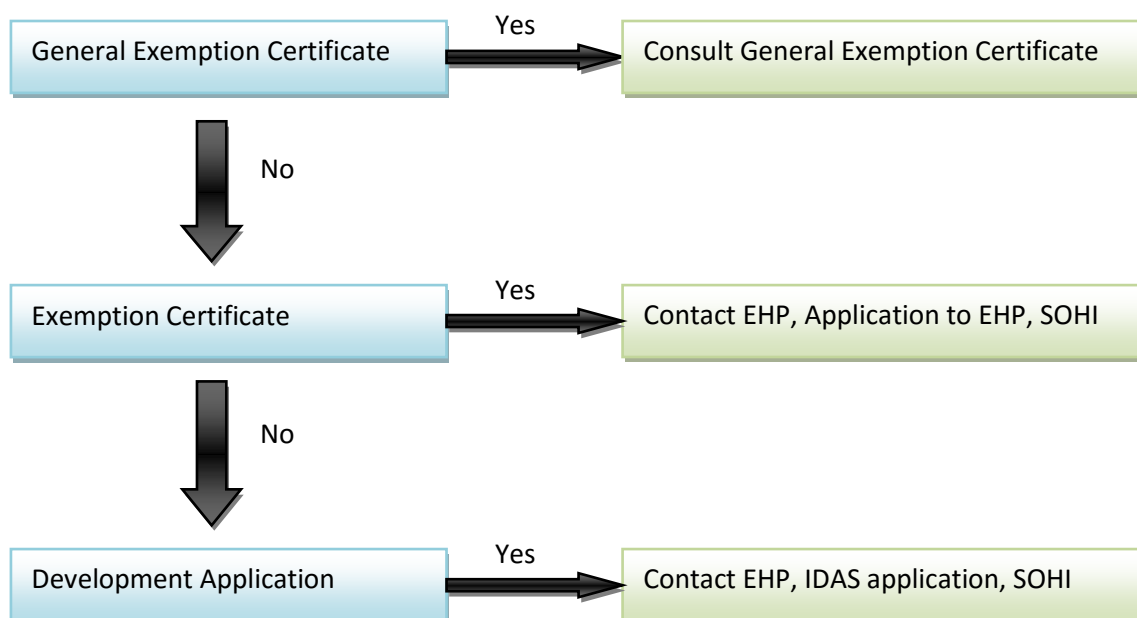 Yes
General Exemption Certificate
Consult General Exemption Certificate
No
Yes
Exemption Certificate
Contact EHP, Application to EHP, SOHI
No
Yes
Development Application
Contact EHP, IDAS application, SOHI